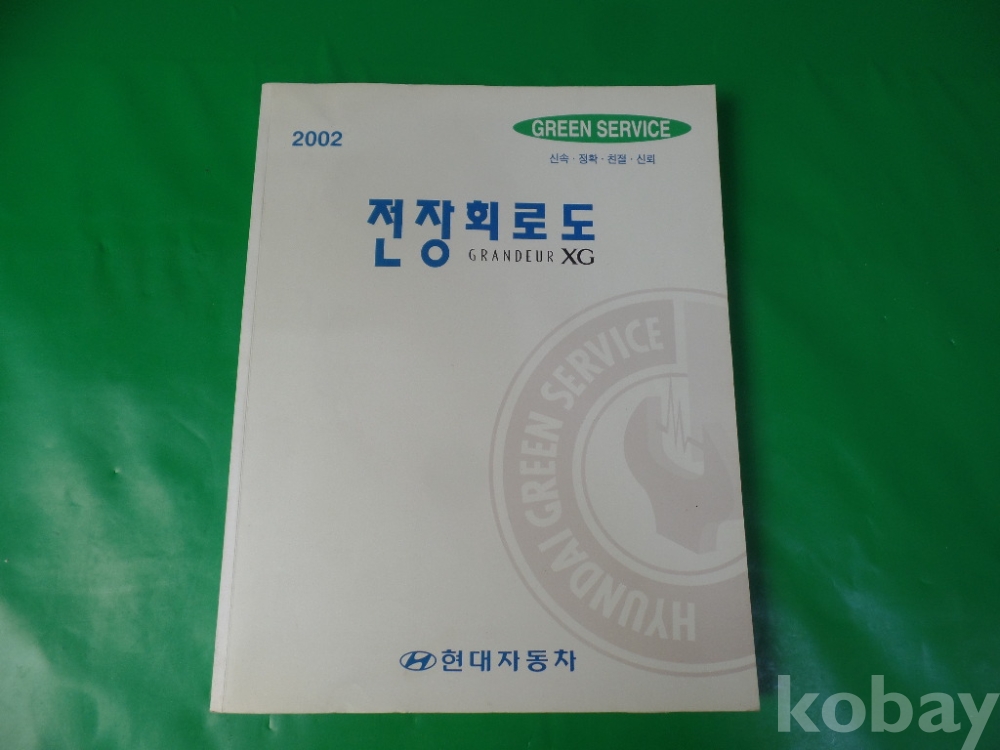 2002
GREEN SERVICE
신속 · 정확 · 친절 · 신뢰
전장회로도
GRANDEUR XG
HYUNDAI GREEN SERVICE
현대자동차
kobay